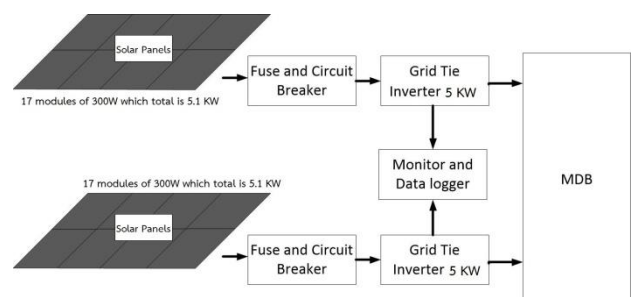 Solar Panels
17 modules of 300W which total is 5.1 KW
Fuse and Circuit
Breaker
Grid Tie
Inverter 5 KW
Monitor and
Data logger
MDB
17 modules of 300W which total is 5.1 KW
Solar Panels
Fuse and Circuit
Breaker
Grid Tie
Inverter 5 KW